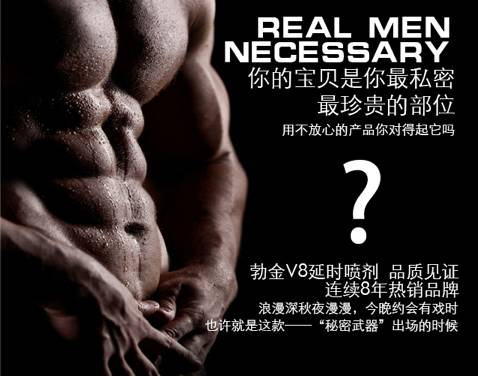 REAL MEN
NECESSARY
你的宝贝是你最私密
最珍贵的部位
用不放心的产品你对得起它吗
?
勃金V8延时喷剂 品质见证
连续8年热销品牌
浪漫深秋夜漫漫，今晚约会有戏时
也许就是这款——“秘密武器”出场的时候